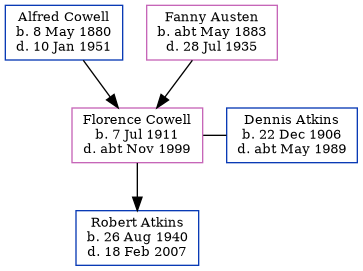 Alfred Cowell
b. 8 May 1880
d. 10 Jan 1951
Fanny Austen
b. abt May 1883
d. 28 Jul 1935
Florence Cowell
b. 7 Jul 1911
d. abt Nov 1999
Dennis Atkins
b. 22 Dec 1906
d. abt May 1989
Robert Atkins
b. 26 Aug 1940
d. 18 Feb 2007